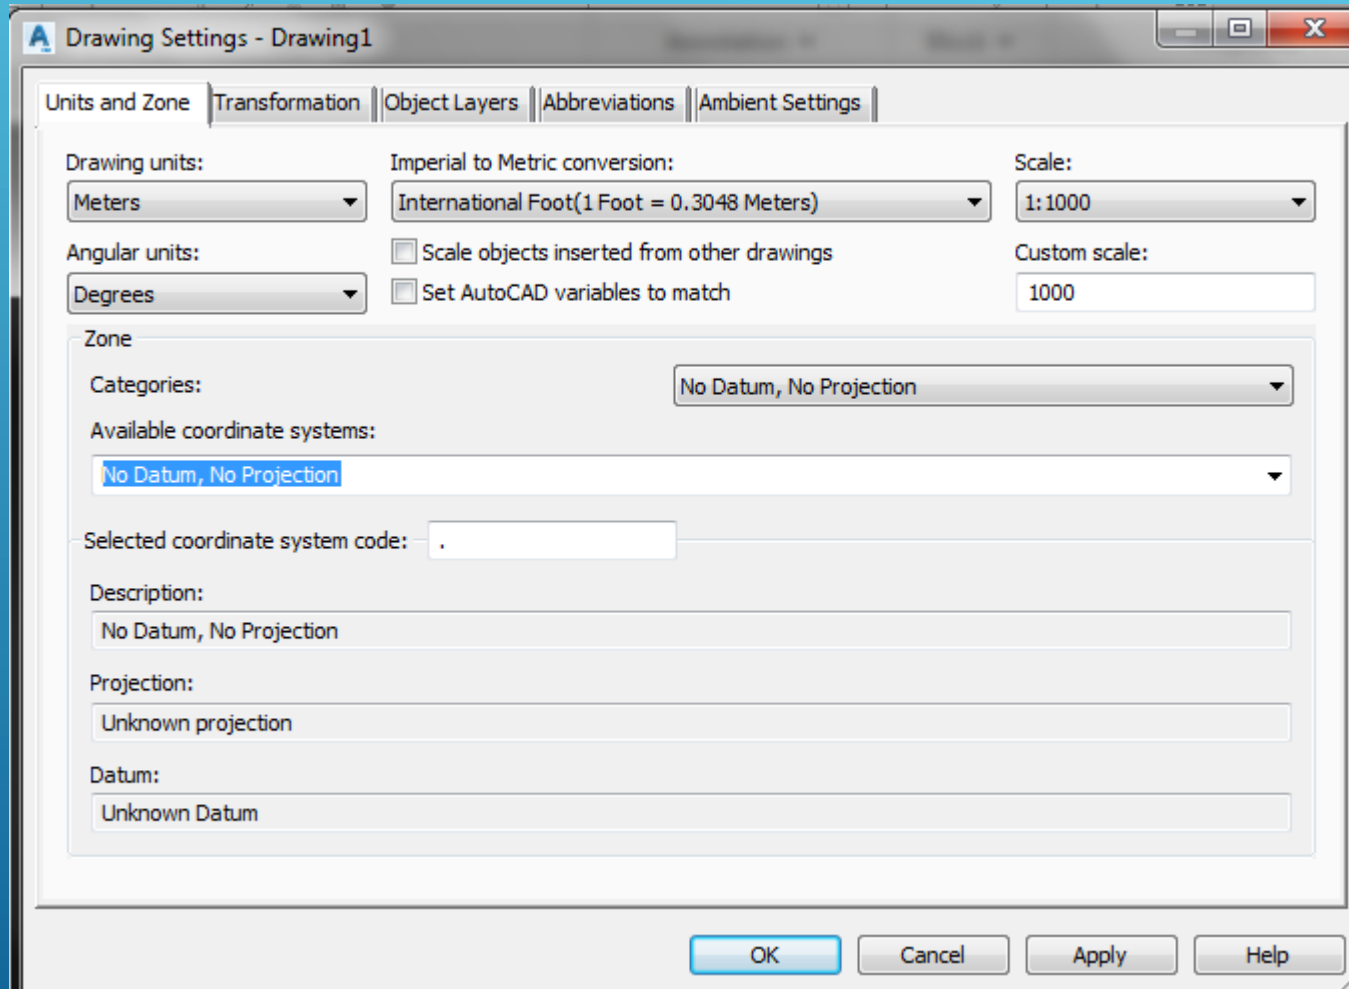 Drawing Settings - Drawing1
Units and Zone Transformation Object Layers Abbreviations Ambient Settings
Drawing units: Imperial to Metric conversion: Scale:
Meters International Foot(1 Foot = 0.3048 Meters) 1:1000
Angular units: Scale objects inserted from other drawings Custom scale:
Degrees Set AutoCAD variables to match 1000
Zone
Categories: No Datum, No Projection
Available coordinate systems:
No Datum, No Projection
Selected coordinate system code: .
Description:
No Datum, No Projection
Projection:
Unknown projection
Datum:
Unknown Datum
OK Cancel Apply Help